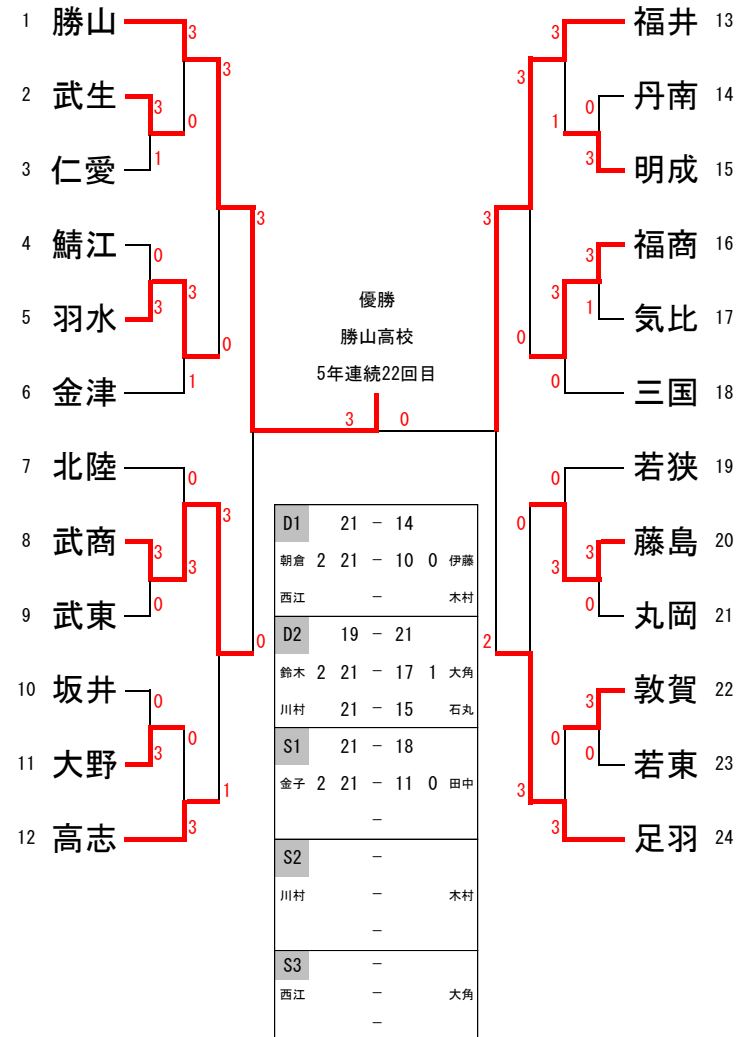 1 勝山 3 3 福井 13
3 3
2 武生 3 0 1 0 丹南 14
3 仁愛 1 3 明成 15
3 3
4 鯖江 0 3 福商 16
5 羽水 3 3 3 1 気比 17
0 0
6 金津 1 0 三国 18
優勝
勝山高校
5年連続22回目
3 0
7 北陸 0 0 若狭 19
3 0
8 武商 3 3 3 3 藤島 20
9 武東 0 0 丸岡 21
0 2
10 坂井 0 3 敦賀 22
11 大野 3 0 0 0 若東 23
1 3
12 高志 3 3 足羽 24
D1 21 － 14
朝倉 2 21 － 10 0 伊藤
西江 － 木村
D2 19 － 21
鈴木 2 21 － 17 1 大角
川村 21 － 15 石丸
S1 21 － 18
金子 2 21 － 11 0 田中
－
S2 －
川村 － 木村
－
S3 －
西江 － 大角
－